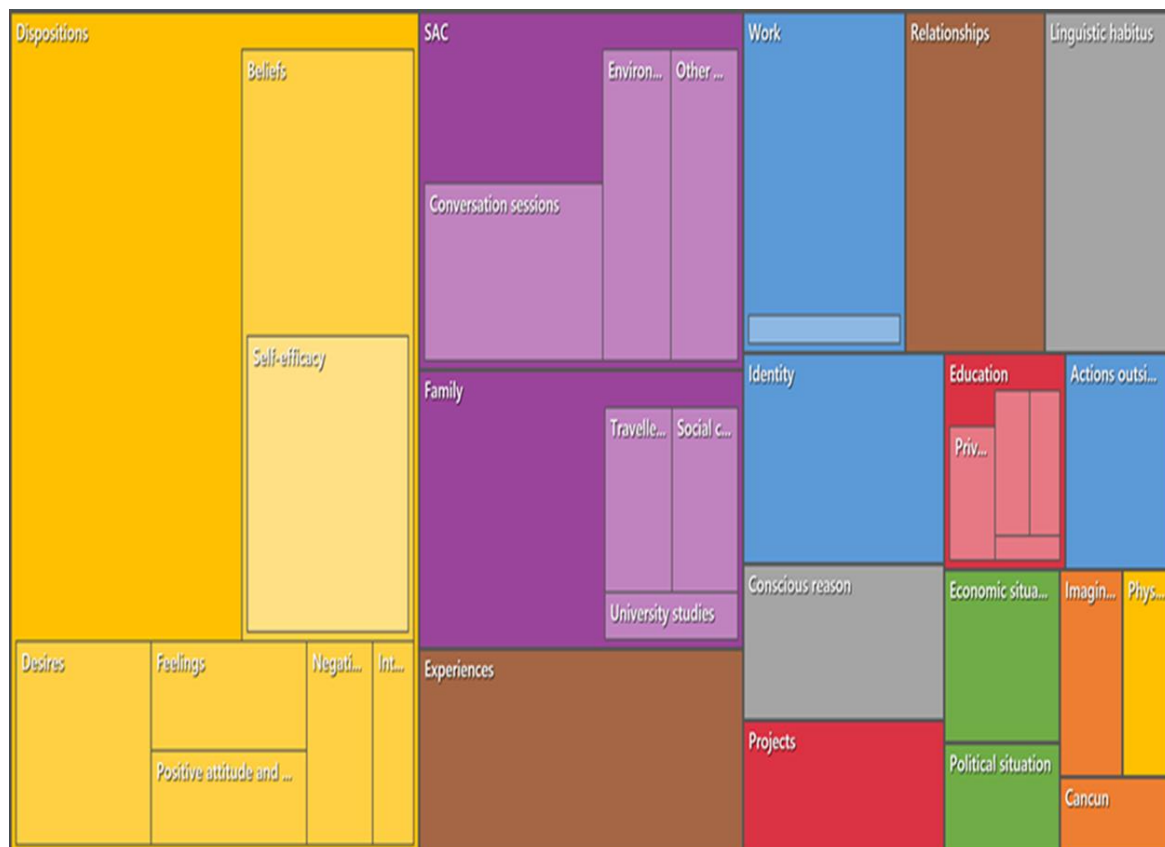 Dispositions
Beliefs
Self-efficacy
Desires
Feelings
Negati...
Int...
Positive attitude and ...
SAC
Environ...
Other ...
Conversation sessions
Family
Travelle...
Social c...
University studies
Experiences
Work
Relationships
Linguistic habitus
Identity
Education
Priv...
Actions outsi...
Conscious reason
Economic situa...
Imagin...
Phys...
Projects
Political situation
Cancun